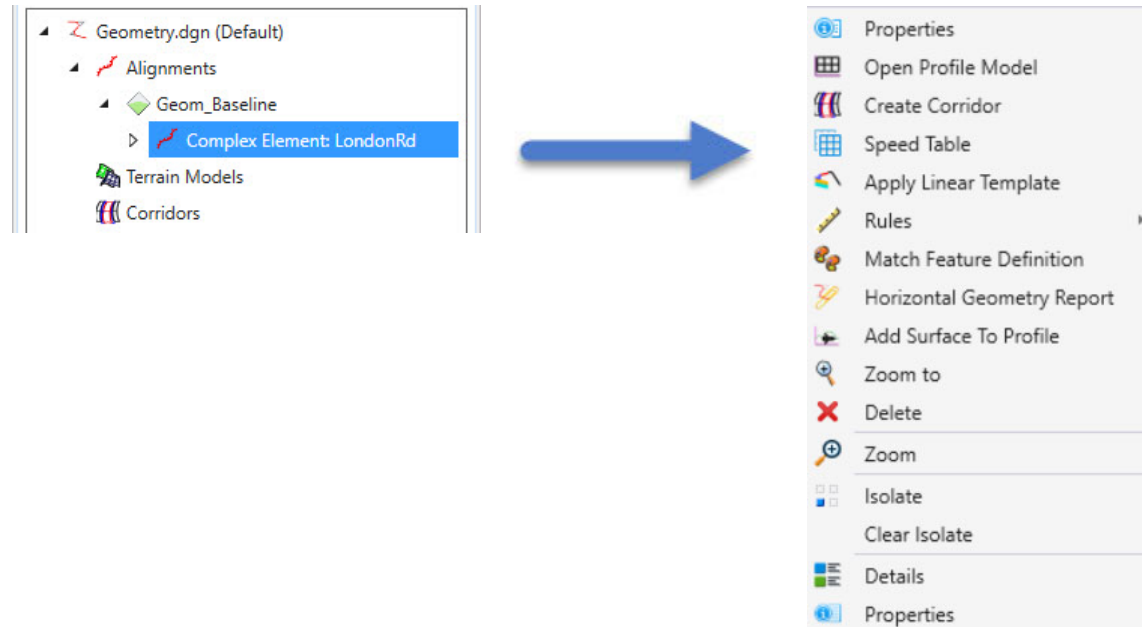 Geometry.dgn (Default)
Alignments
Geom_Baseline
Complex Element: LondonRd
Terrain Models
Corridors
Properties
Open Profile Model
Create Corridor
Speed Table
Apply Linear Template
Rules
Match Feature Definition
Horizontal Geometry Report
Add Surface To Profile
Zoom to
Delete
Zoom
Isolate
Clear Isolate
Details
Properties